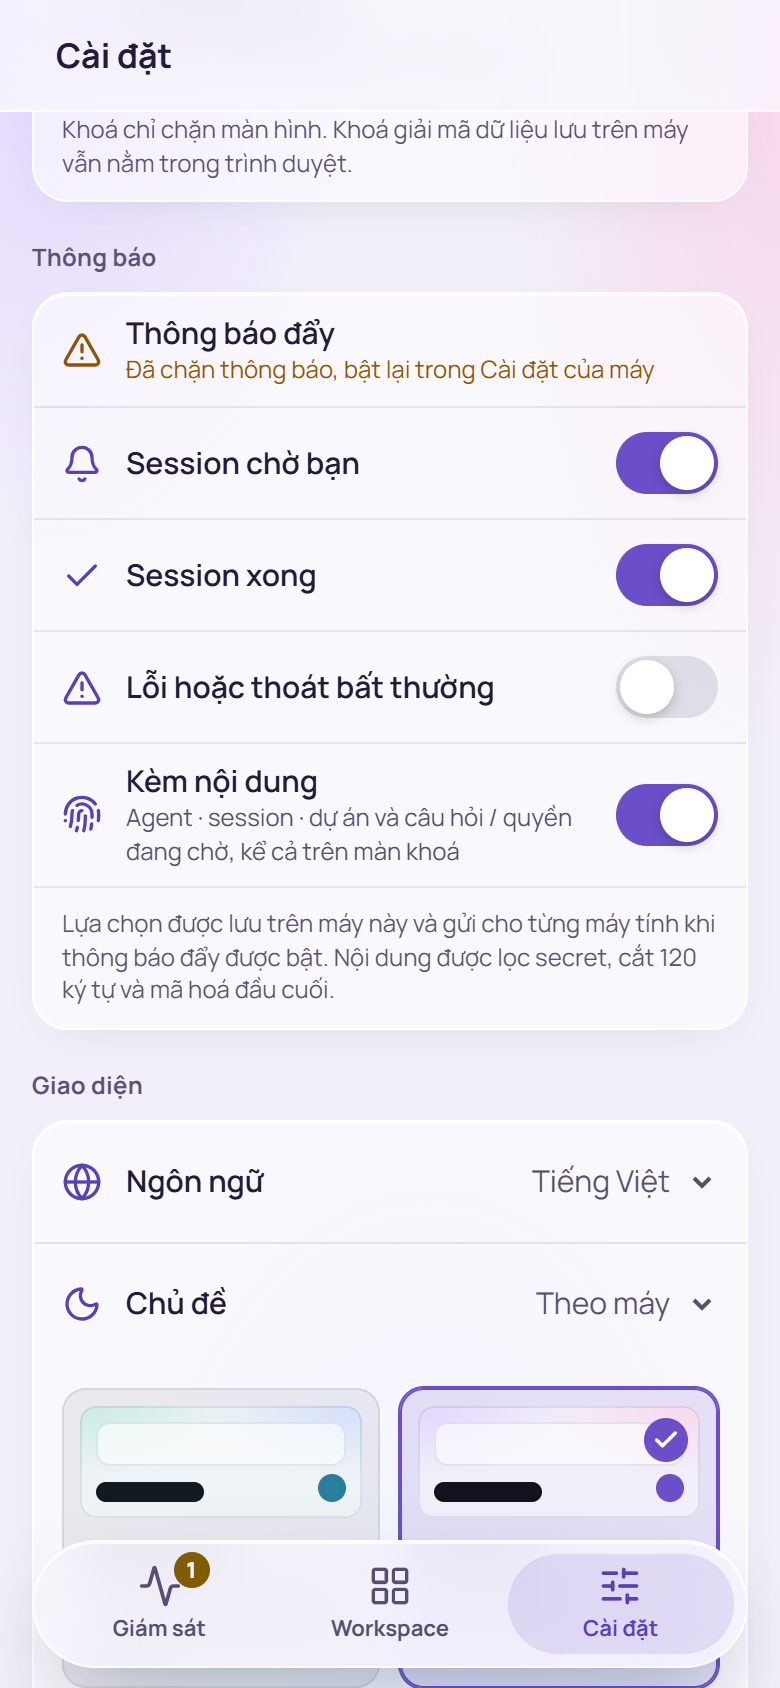 Cài đặt
Khoá chỉ chặn màn hình. Khoá giải mã dữ liệu lưu trên máy
vẫn nằm trong trình duyệt.
Thông báo
Thông báo đẩy
Đã chặn thông báo, bật lại trong Cài đặt của máy
Session chờ bạn
Session xong
Lỗi hoặc thoát bất thường
Kèm nội dung
Agent · session · dự án và câu hỏi / quyền
đang chờ, kể cả trên màn khoá
Lựa chọn được lưu trên máy này và gửi cho từng máy tính khi
thông báo đẩy được bật. Nội dung được lọc secret, cắt 120
ký tự và mã hoá đầu cuối.
Giao diện
Ngôn ngữ
Tiếng Việt
Chủ đề
Theo máy
1
Giám sát
Workspace
Cài đặt